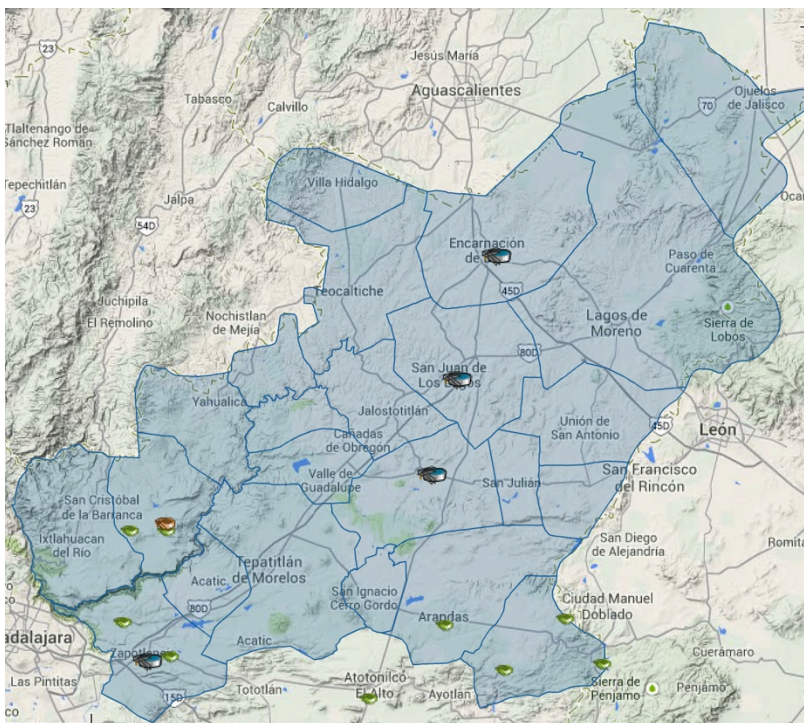 23
Jesús María
Aguascalientes
Tabasco
Calvillo
70
Ojuelos
de Jalisco
Tlaltenango de
Sánchez Román
Tepechitlán
23
Jalpa
Villa Hidalgo
54D
Encarnación
de
Paso de
Cuarenta
45D
Juchipila
El Remolino
Nochistlán
de Mejía
Teocaltiche
Lagos de
Moreno
Sierra de
Lobos
80D
San Juan de
Los Lagos
Yahualica
Jalostotitlán
Cañadas
de Obregón
Unión de
San Antonio
45D
León
Valle de
Guadalupe
San Julián
San Francisco
del Rincón
San Cristóbal
de la Barranca
Ixtlahuacan
del Río
San Diego
de Alejandría
Romita
Tepatitlán
de Morelos
Acatic
80D
San Ignacio
Cerro Gordo
Arandas
Ciudad Manuel
Doblado
adalajara
Zapotlane
Acatic
Cuerámaro
Las Pintitas
15D
Tototlán
Atotonilco
El Alto
Ayotlan
Sierra de
Pénjamo
Penjamo
co